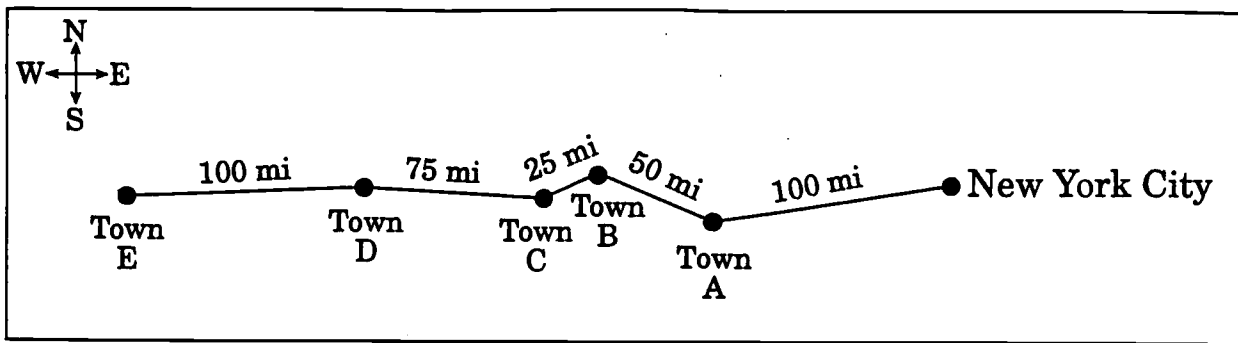 N
W E
S
100 mi
75 mi
25 mi
50 mi
100 mi
New York City
Town
E
Town
D
Town
C
Town
B
Town
A